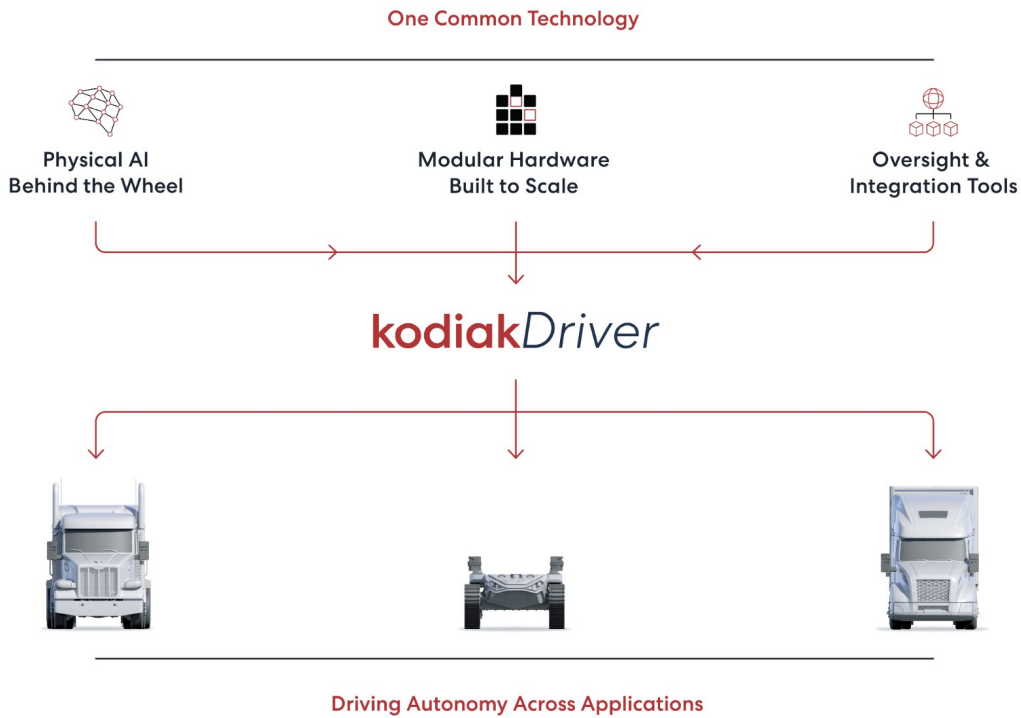 One Common Technology
Physical AI
Behind the Wheel
Modular Hardware
Built to Scale
Oversight &
Integration Tools
kodiakDriver
Driving Autonomy Across Applications